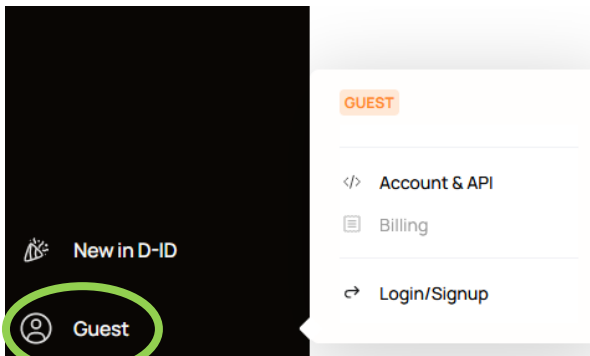 GUEST
</> Account & API
Billing
New in D-ID
Login/Signup
Guest